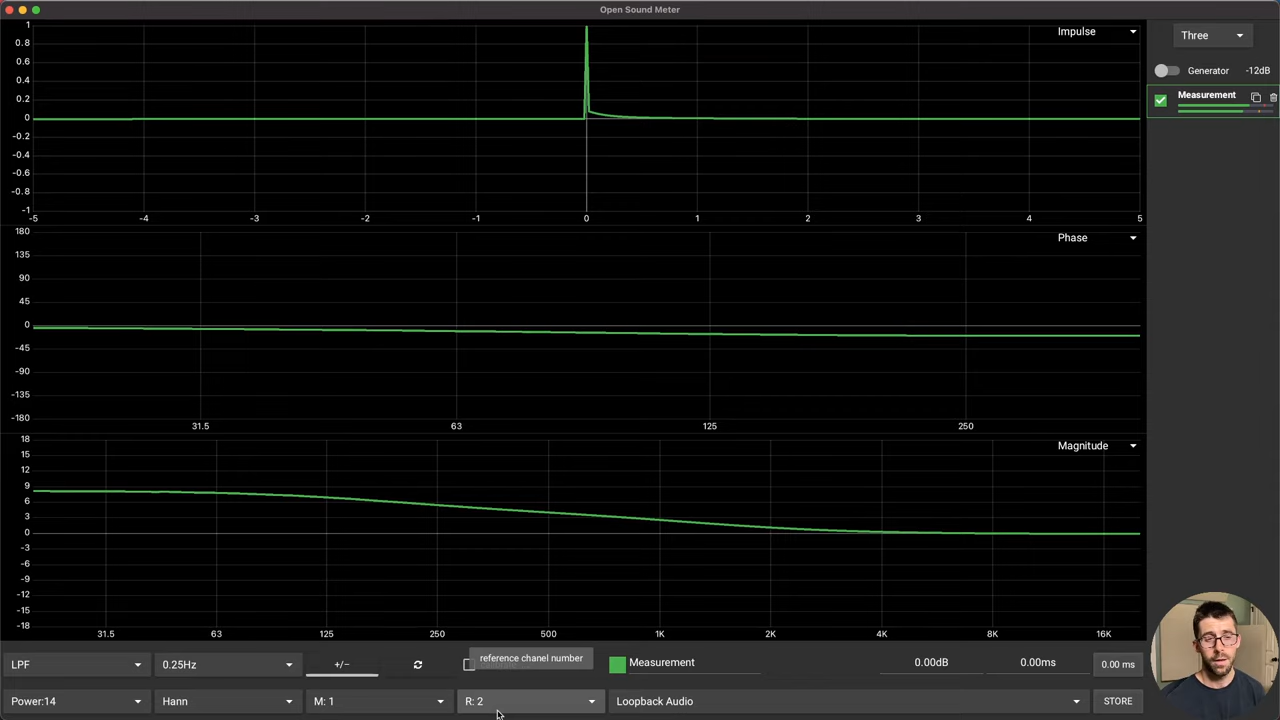 Open Sound Meter
Impulse
1
0.8
0.6
0.4
0.2
0
-0.2
-0.4
-0.6
-0.8
-1
-5 -4 -3 -2 -1 0 1 2 3 4 5
Three
Generator -12dB
Measurement
Phase
180
135
90
45
0
-45
-90
-135
-180
31.5 63 125 250
Magnitude
18
15
12
9
6
3
0
-3
-6
-9
-12
-15
-18
31.5 63 125 250 500 1K 2K 4K 8K 16K
LPF 0.25Hz +/− reference chanel number Measurement 0.00dB 0.00ms 0.00 ms
Power:14 Hann M: 1 R: 2 Loopback Audio STORE